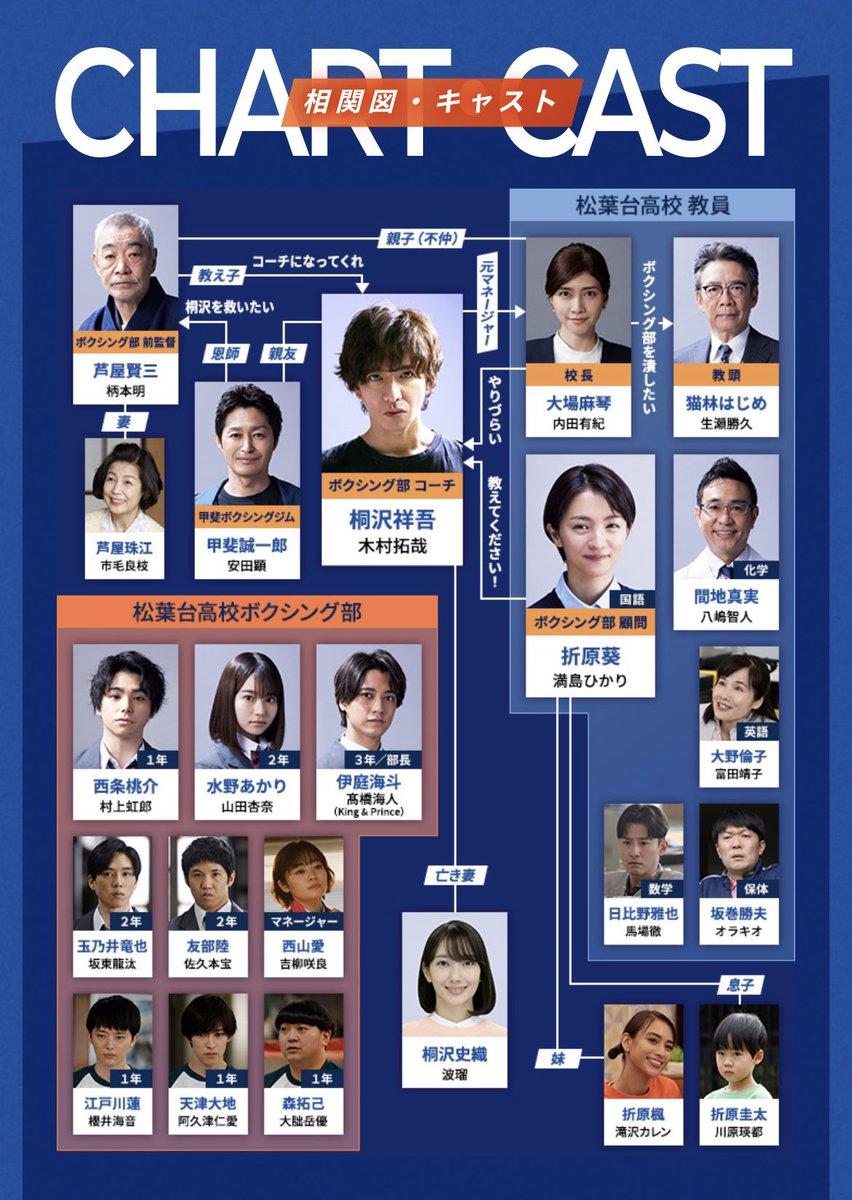 CHART・CAST
相関図・キャスト
松葉台高校 教員
親子（不仲）
教え子
コーチになってくれ
元マネージャー
桐沢を救いたい
恩師
親友
ボクシング部 前監督
芦屋賢三
柄本明
妻
芦屋珠江
市毛良枝
甲斐ボクシングジム
甲斐誠一郎
安田顕
ボクシング部 コーチ
桐沢祥吾
木村拓哉
やりづらい
教えてください！
校長
大場麻琴
内田有紀
ボクシング部を潰したい
教頭
猫林はじめ
生瀬勝久
国語
ボクシング部 顧問
折原葵
満島ひかり
化学
間地真実
八嶋智人
英語
大野倫子
富田靖子
数学
日比野雅也
馬場徹
保体
坂巻勝夫
オラキオ
松葉台高校ボクシング部
1年
西条桃介
村上虹郎
2年
水野あかり
山田杏奈
3年／部長
伊庭海斗
髙橋海人
（King & Prince）
2年
玉乃井竜也
坂東龍汰
2年
友部陸
佐久本宝
マネージャー
西山愛
吉柳咲良
1年
江戸川蓮
櫻井海音
1年
天津大地
阿久津仁愛
1年
森拓己
大朏岳優
亡き妻
桐沢史織
波瑠
妹
折原楓
滝沢カレン
息子
折原圭太
川原瑛都